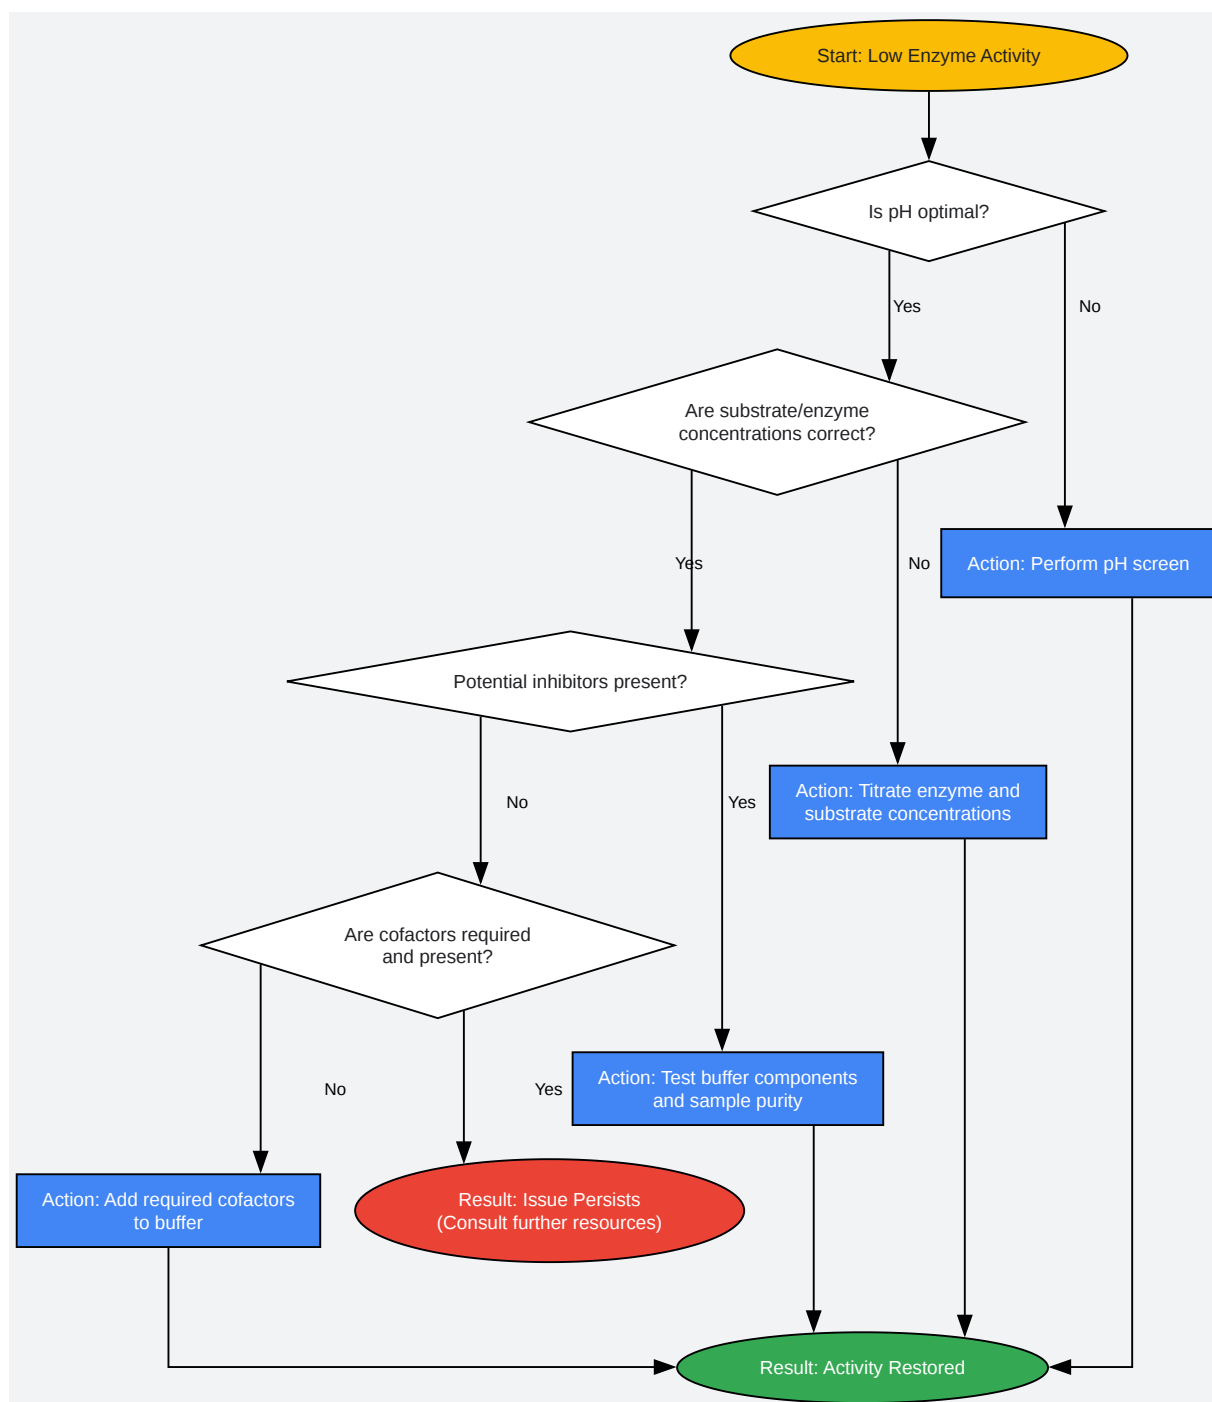 Start: Low Enzyme Activity
Is pH optimal?
Yes
No
Are substrate/enzyme
concentrations correct?
Yes
No
Action: Perform pH screen
Potential inhibitors present?
No
Yes
Action: Titrate enzyme and
substrate concentrations
Are cofactors required
and present?
No
Yes
Action: Test buffer components
and sample purity
Action: Add required cofactors
to buffer
Result: Issue Persists
(Consult further resources)
Result: Activity Restored